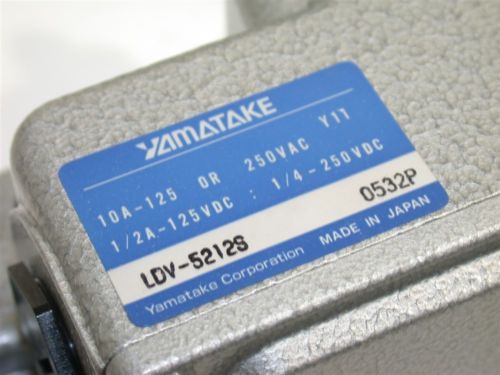 YAMATAKE
10A-125 OR 250VAC Y1T
1/2A-125VDC : 1/4-250VDC
LDV-5212S 0532P
Yamatake Corporation MADE IN JAPAN